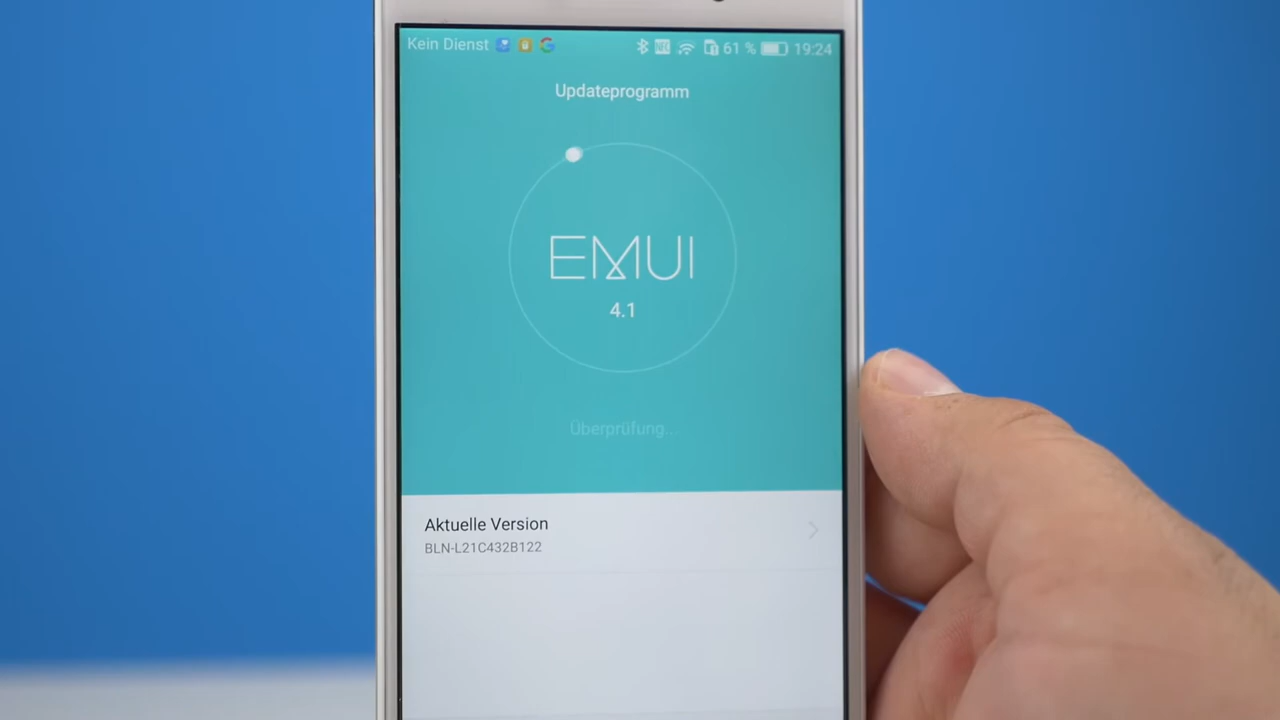 Kein Dienst 61 % 19:24
Updateprogramm
EMUI
4.1
Überprüfung...
Aktuelle Version
BLN-L21C432B122